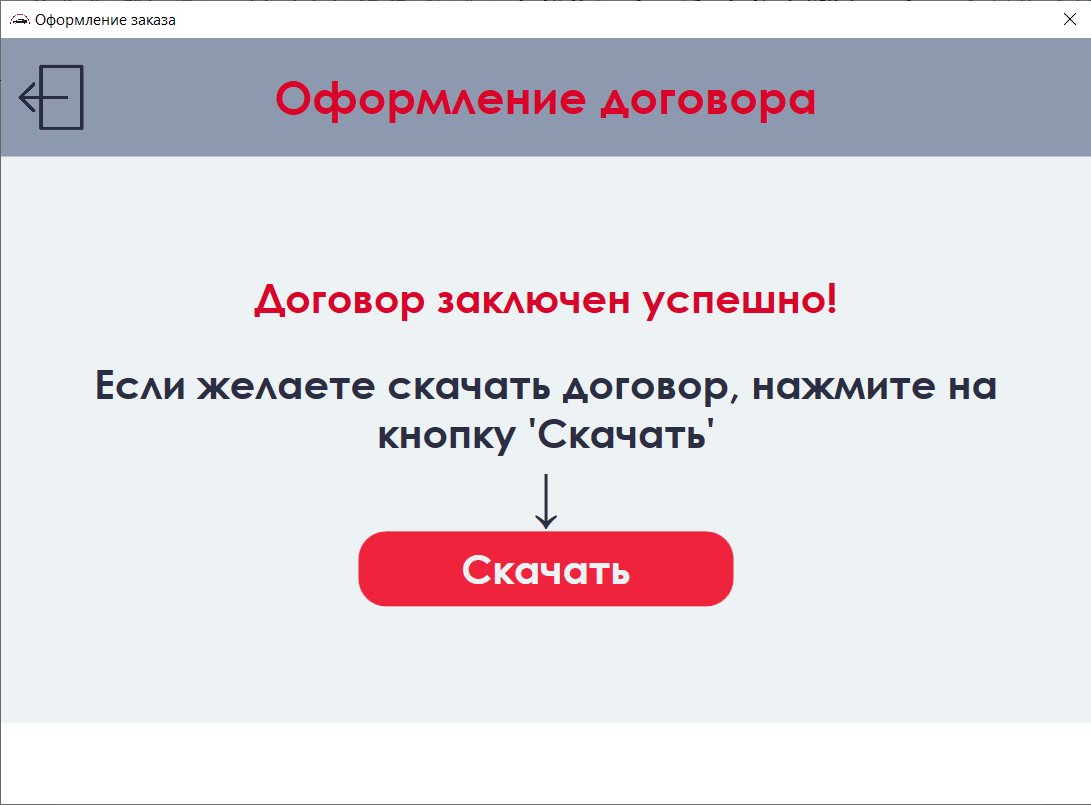 Оформление заказа
Оформление договора
Договор заключен успешно!
Если желаете скачать договор, нажмите на
кнопку 'Скачать'
Скачать